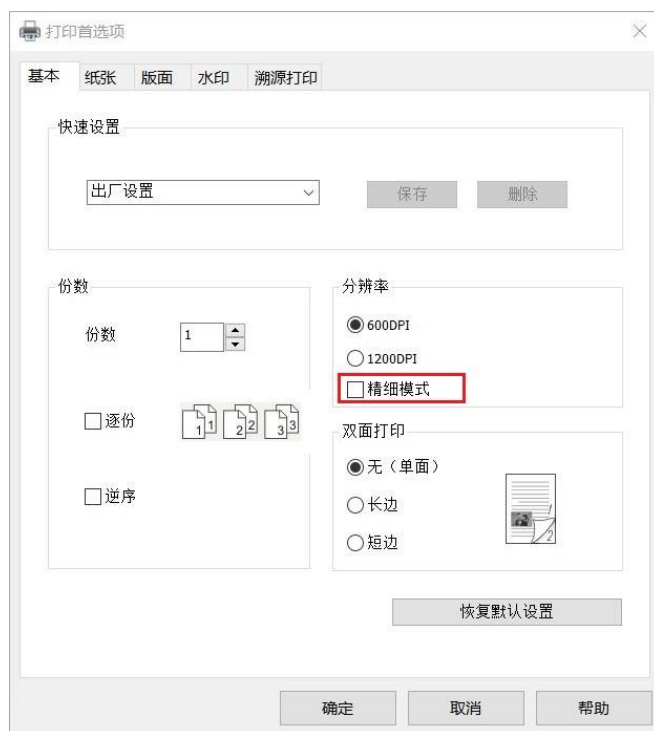 打印首选项
基本 纸张 版面 水印 溯源打印
快速设置
出厂设置
保存 删除
份数
份数 1
逐份
1 1 2 2 3 3
逆序
分辨率
600DPI
1200DPI
精细模式
双面打印
无（单面）
长边
短边
1
2
恢复默认设置
确定 取消 帮助